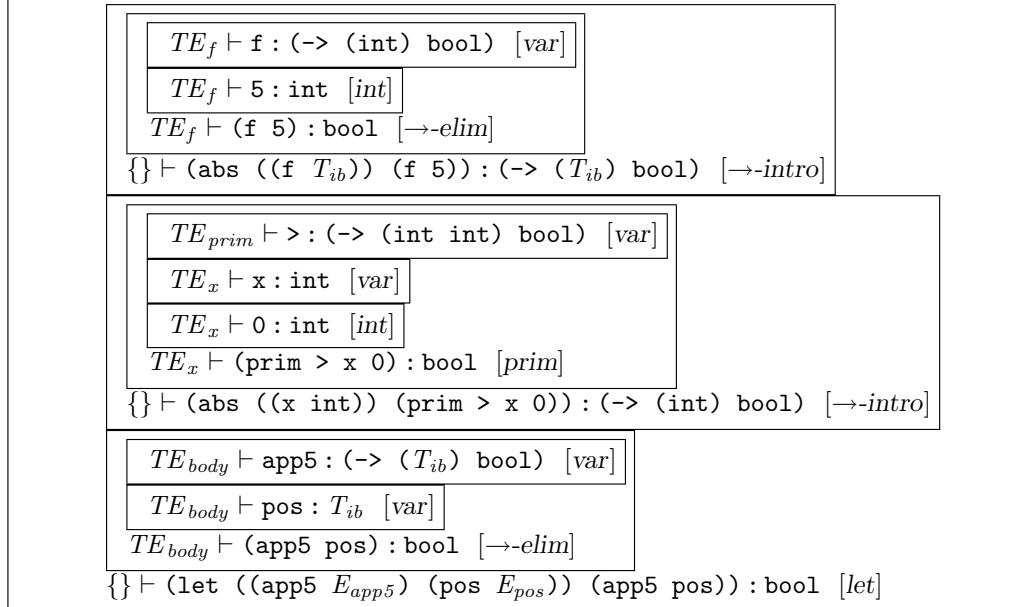 TE_f ⊢ f : (-> (int) bool) [var]
TE_f ⊢ 5 : int [int]
TE_f ⊢ (f 5) : bool [→-elim]
{} ⊢ (abs ((f T_ib)) (f 5)) : (-> (T_ib) bool) [→-intro]
TE_prim ⊢ > : (-> (int int) bool) [var]
TE_x ⊢ x : int [var]
TE_x ⊢ 0 : int [int]
TE_x ⊢ (prim > x 0) : bool [prim]
{} ⊢ (abs ((x int)) (prim > x 0)) : (-> (int) bool) [→-intro]
TE_body ⊢ app5 : (-> (T_ib) bool) [var]
TE_body ⊢ pos : T_ib [var]
TE_body ⊢ (app5 pos) : bool [→-elim]
{} ⊢ (let ((app5 E_app5) (pos E_pos)) (app5 pos)) : bool [let]